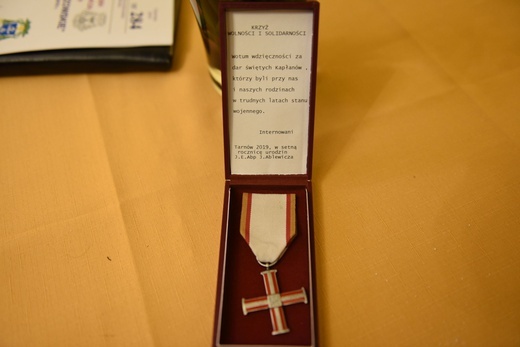 KRZYŻ
WOLNOŚCI I SOLIDARNOŚCI
Wotum wdzięczności za
dar świętych Kapłanów ,
którzy byli przy nas
i naszych rodzinach
w trudnych latach stanu
wojennego.
Internowani
Tarnów 2019, w setną
rocznicę urodzin
J.E.Abp J.Ablewicza
264